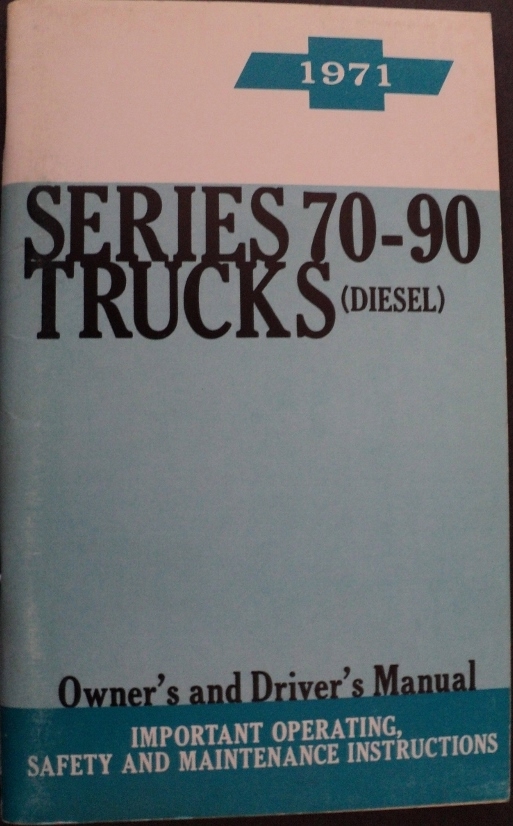 1971
SERIES 70-90
TRUCKS (DIESEL)
Owner's and Driver's Manual
IMPORTANT OPERATING,
SAFETY AND MAINTENANCE INSTRUCTIONS